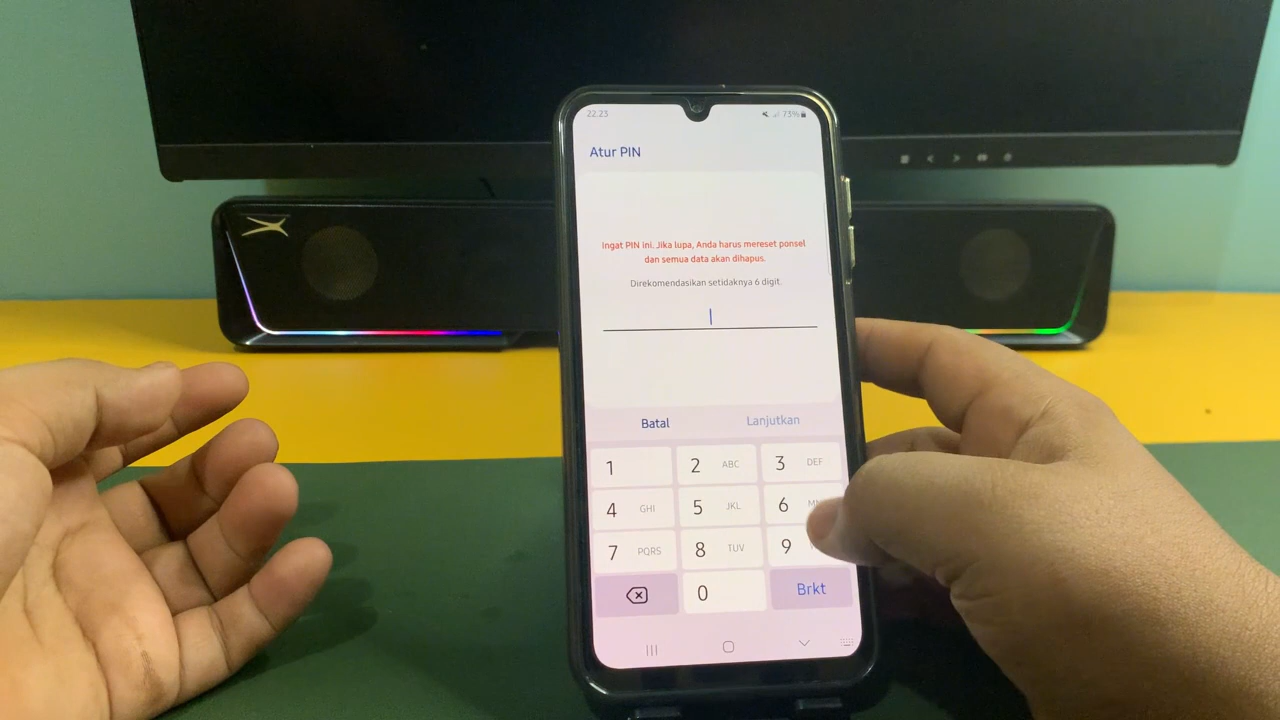 22.23
73%
Atur PIN
Ingat PIN ini. Jika lupa, Anda harus mereset ponsel
dan semua data akan dihapus.
Direkomendasikan setidaknya 6 digit.
Batal Lanjutkan
1 2 ABC 3 DEF
4 GHI 5 JKL 6
7 PQRS 8 TUV 9
0 Brkt